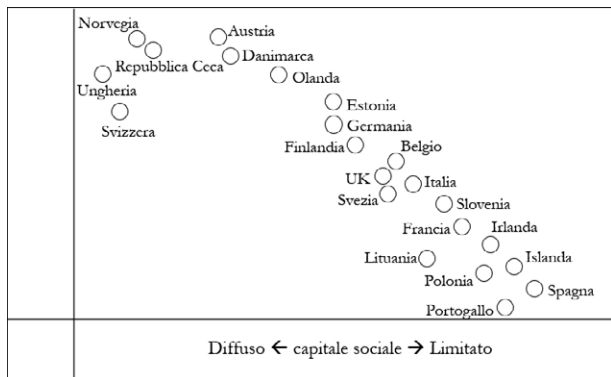 Norvegia
Austria
Repubblica Ceca
Danimarca
Olanda
Ungheria
Estonia
Svizzera
Germania
Finlandia
Belgio
UK
Italia
Svezia
Slovenia
Francia
Irlanda
Lituania
Islanda
Polonia
Spagna
Portogallo
Diffuso ← capitale sociale → Limitato